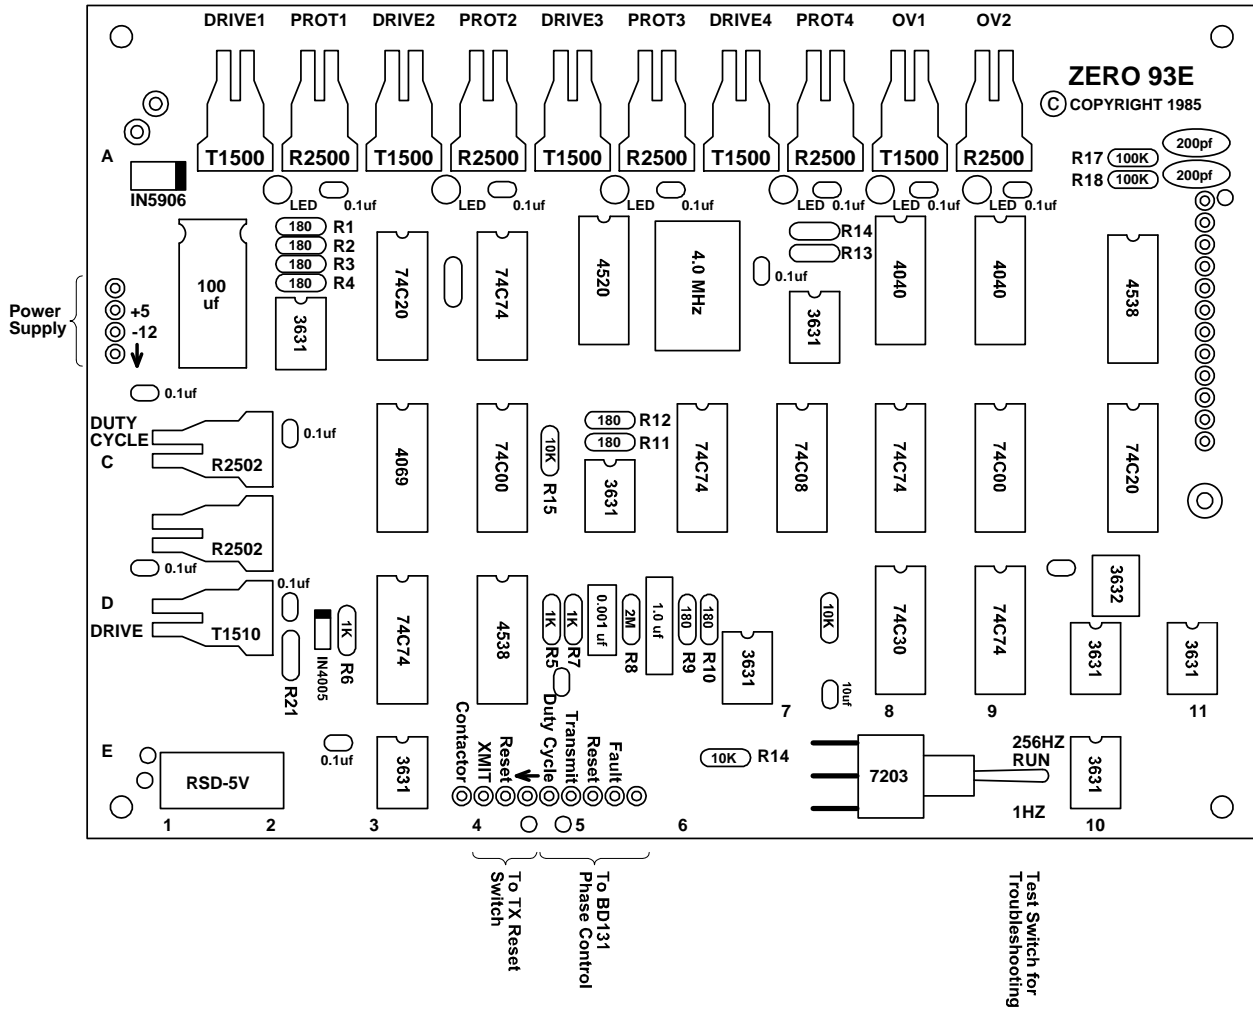 DRIVE1 PROT1 DRIVE2 PROT2 DRIVE3 PROT3 DRIVE4 PROT4 OV1 OV2
ZERO 93E
C COPYRIGHT 1985
A
T1500 R2500 T1500 R2500 T1500 R2500 T1500 R2500 T1500 R2500
R17 100K 200pf
R18 100K 200pf
IN5906
LED 0.1uf LED 0.1uf LED 0.1uf LED 0.1uf LED 0.1uf LED 0.1uf
180 R1
180 R2
180 R3
180 R4
R14
R13
100
uf
3631
74C20
74C74
4520
4.0 MHz
0.1uf
3631
4040
4040
4538
Power
Supply
+5
-12
0.1uf
DUTY
CYCLE
C
R2502
0.1uf
4069
74C00
10K
R15
180 R12
180 R11
3631
74C74
74C08
74C74
74C00
74C20
R2502
0.1uf
0.1uf
D
DRIVE
T1510
R21
IN4005
1K
R6
74C74
4538
1K
R5
1K
R7
0.001 uf
2M
R8
1.0 uf
180
R9
180
R10
3631
10K
10uf
74C30
74C74
3632
3631
3631
7 8 9 11
E
RSD-5V
0.1uf
3631
Contactor
XMIT
Reset
Duty Cycle
Transmit
Reset
Fault
10K R14
7203
256HZ
RUN
1HZ
3631
1 2 3 4 5 6 10
To TX Reset
Switch
To BD131
Phase Control
Test Switch for
Troubleshooting